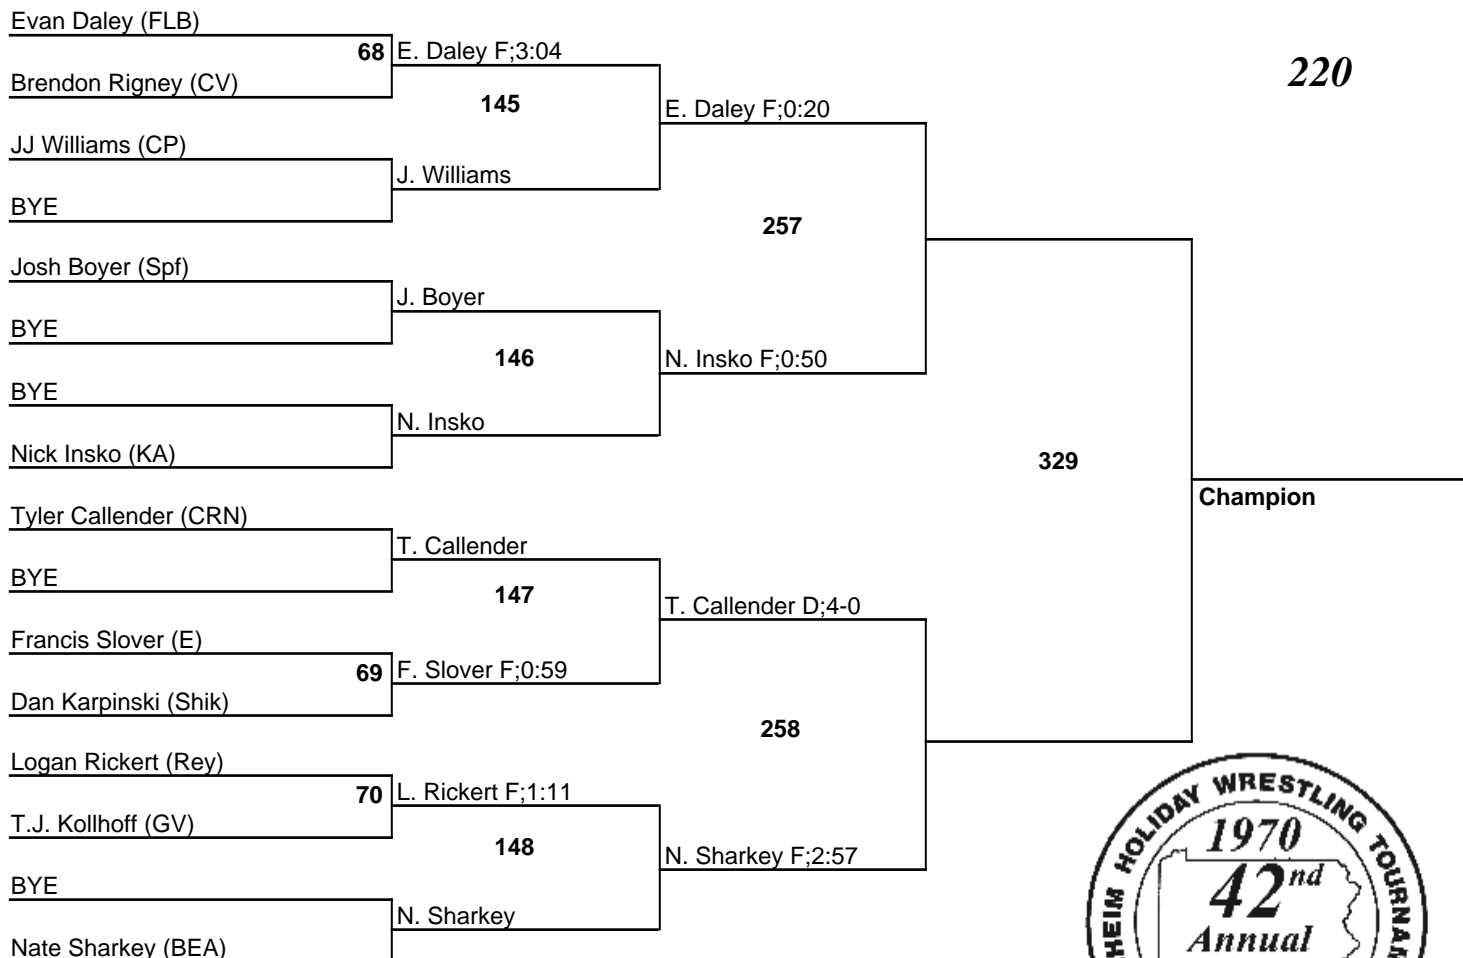 Evan Daley (FLB)
68 E. Daley F;3:04
Brendon Rigney (CV)
220
145
E. Daley F;0:20
JJ Williams (CP)
J. Williams
BYE
257
Josh Boyer (Spf)
J. Boyer
BYE
146
N. Insko F;0:50
BYE
N. Insko
Nick Insko (KA)
329
Champion
Tyler Callender (CRN)
T. Callender
BYE
147
T. Callender D;4-0
Francis Slover (E)
69 F. Slover F;0:59
Dan Karpinski (Shik)
258
Logan Rickert (Rey)
70 L. Rickert F;1:11
T.J. Kollhoff (GV)
148
N. Sharkey F;2:57
BYE
N. Sharkey
Nate Sharkey (BEA)
HOLIDAY WRESTLING
1970
42nd
Annual